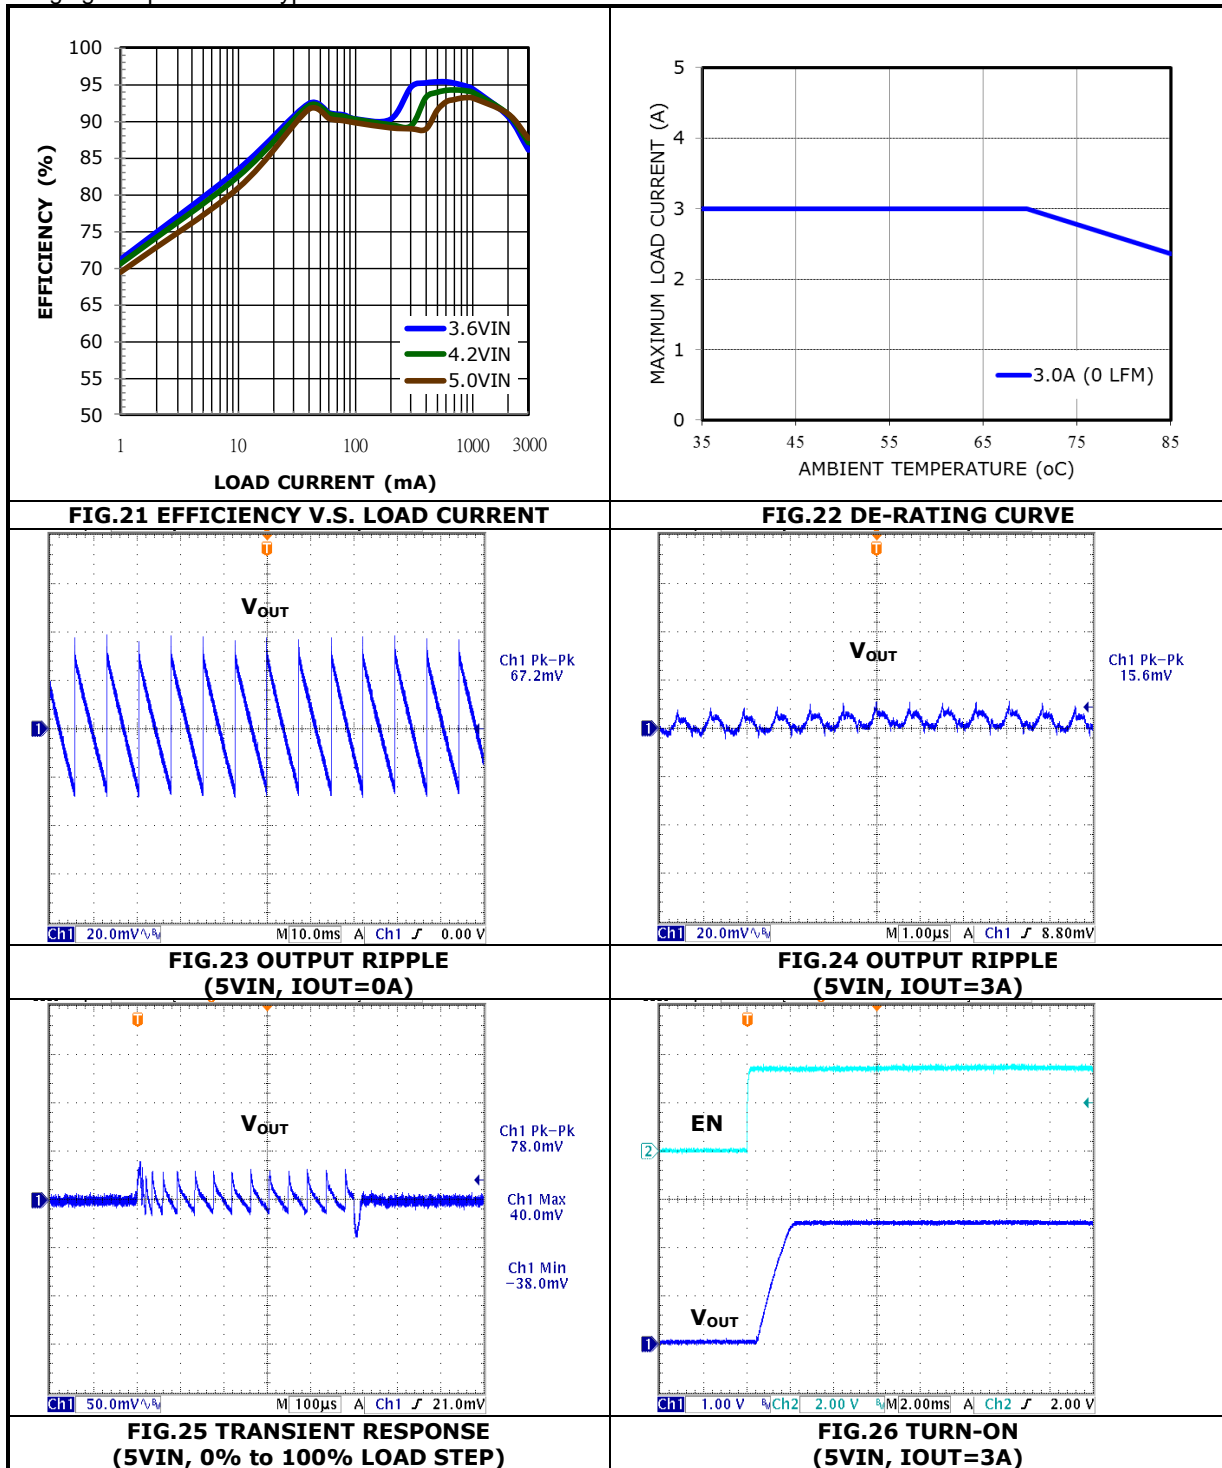 100
95
90
85
80
75
70
65
60
55
50
EFFICIENCY (%)
3.6VIN
4.2VIN
5.0VIN
1 10 100 1000 3000
LOAD CURRENT (mA)
5
4
3
2
1
0
MAXIMUM LOAD CURRENT (A)
3.0A (0 LFM)
35 45 55 65 75 85
AMBIENT TEMPERATURE (oC)
FIG.21 EFFICIENCY V.S. LOAD CURRENT
FIG.22 DE-RATING CURVE
T
VOUT
Ch1 Pk-Pk
67.2mV
1
Ch1 20.0mV M 10.0ms A Ch1 0.00 V
T
VOUT
Ch1 Pk-Pk
15.6mV
1
Ch1 20.0mV M 1.00µs A Ch1 8.80mV
FIG.23 OUTPUT RIPPLE
(5VIN, IOUT=0A)
FIG.24 OUTPUT RIPPLE
(5VIN, IOUT=3A)
T
VOUT
Ch1 Pk-Pk
78.0mV
1
Ch1 Max
40.0mV
Ch1 Min
-38.0mV
Ch1 50.0mV M 100µs A Ch1 21.0mV
T
EN
2
VOUT
1
Ch1 1.00 V Ch2 2.00 V M 2.00ms A Ch2 2.00 V
FIG.25 TRANSIENT RESPONSE
(5VIN, 0% to 100% LOAD STEP)
FIG.26 TURN-ON
(5VIN, IOUT=3A)